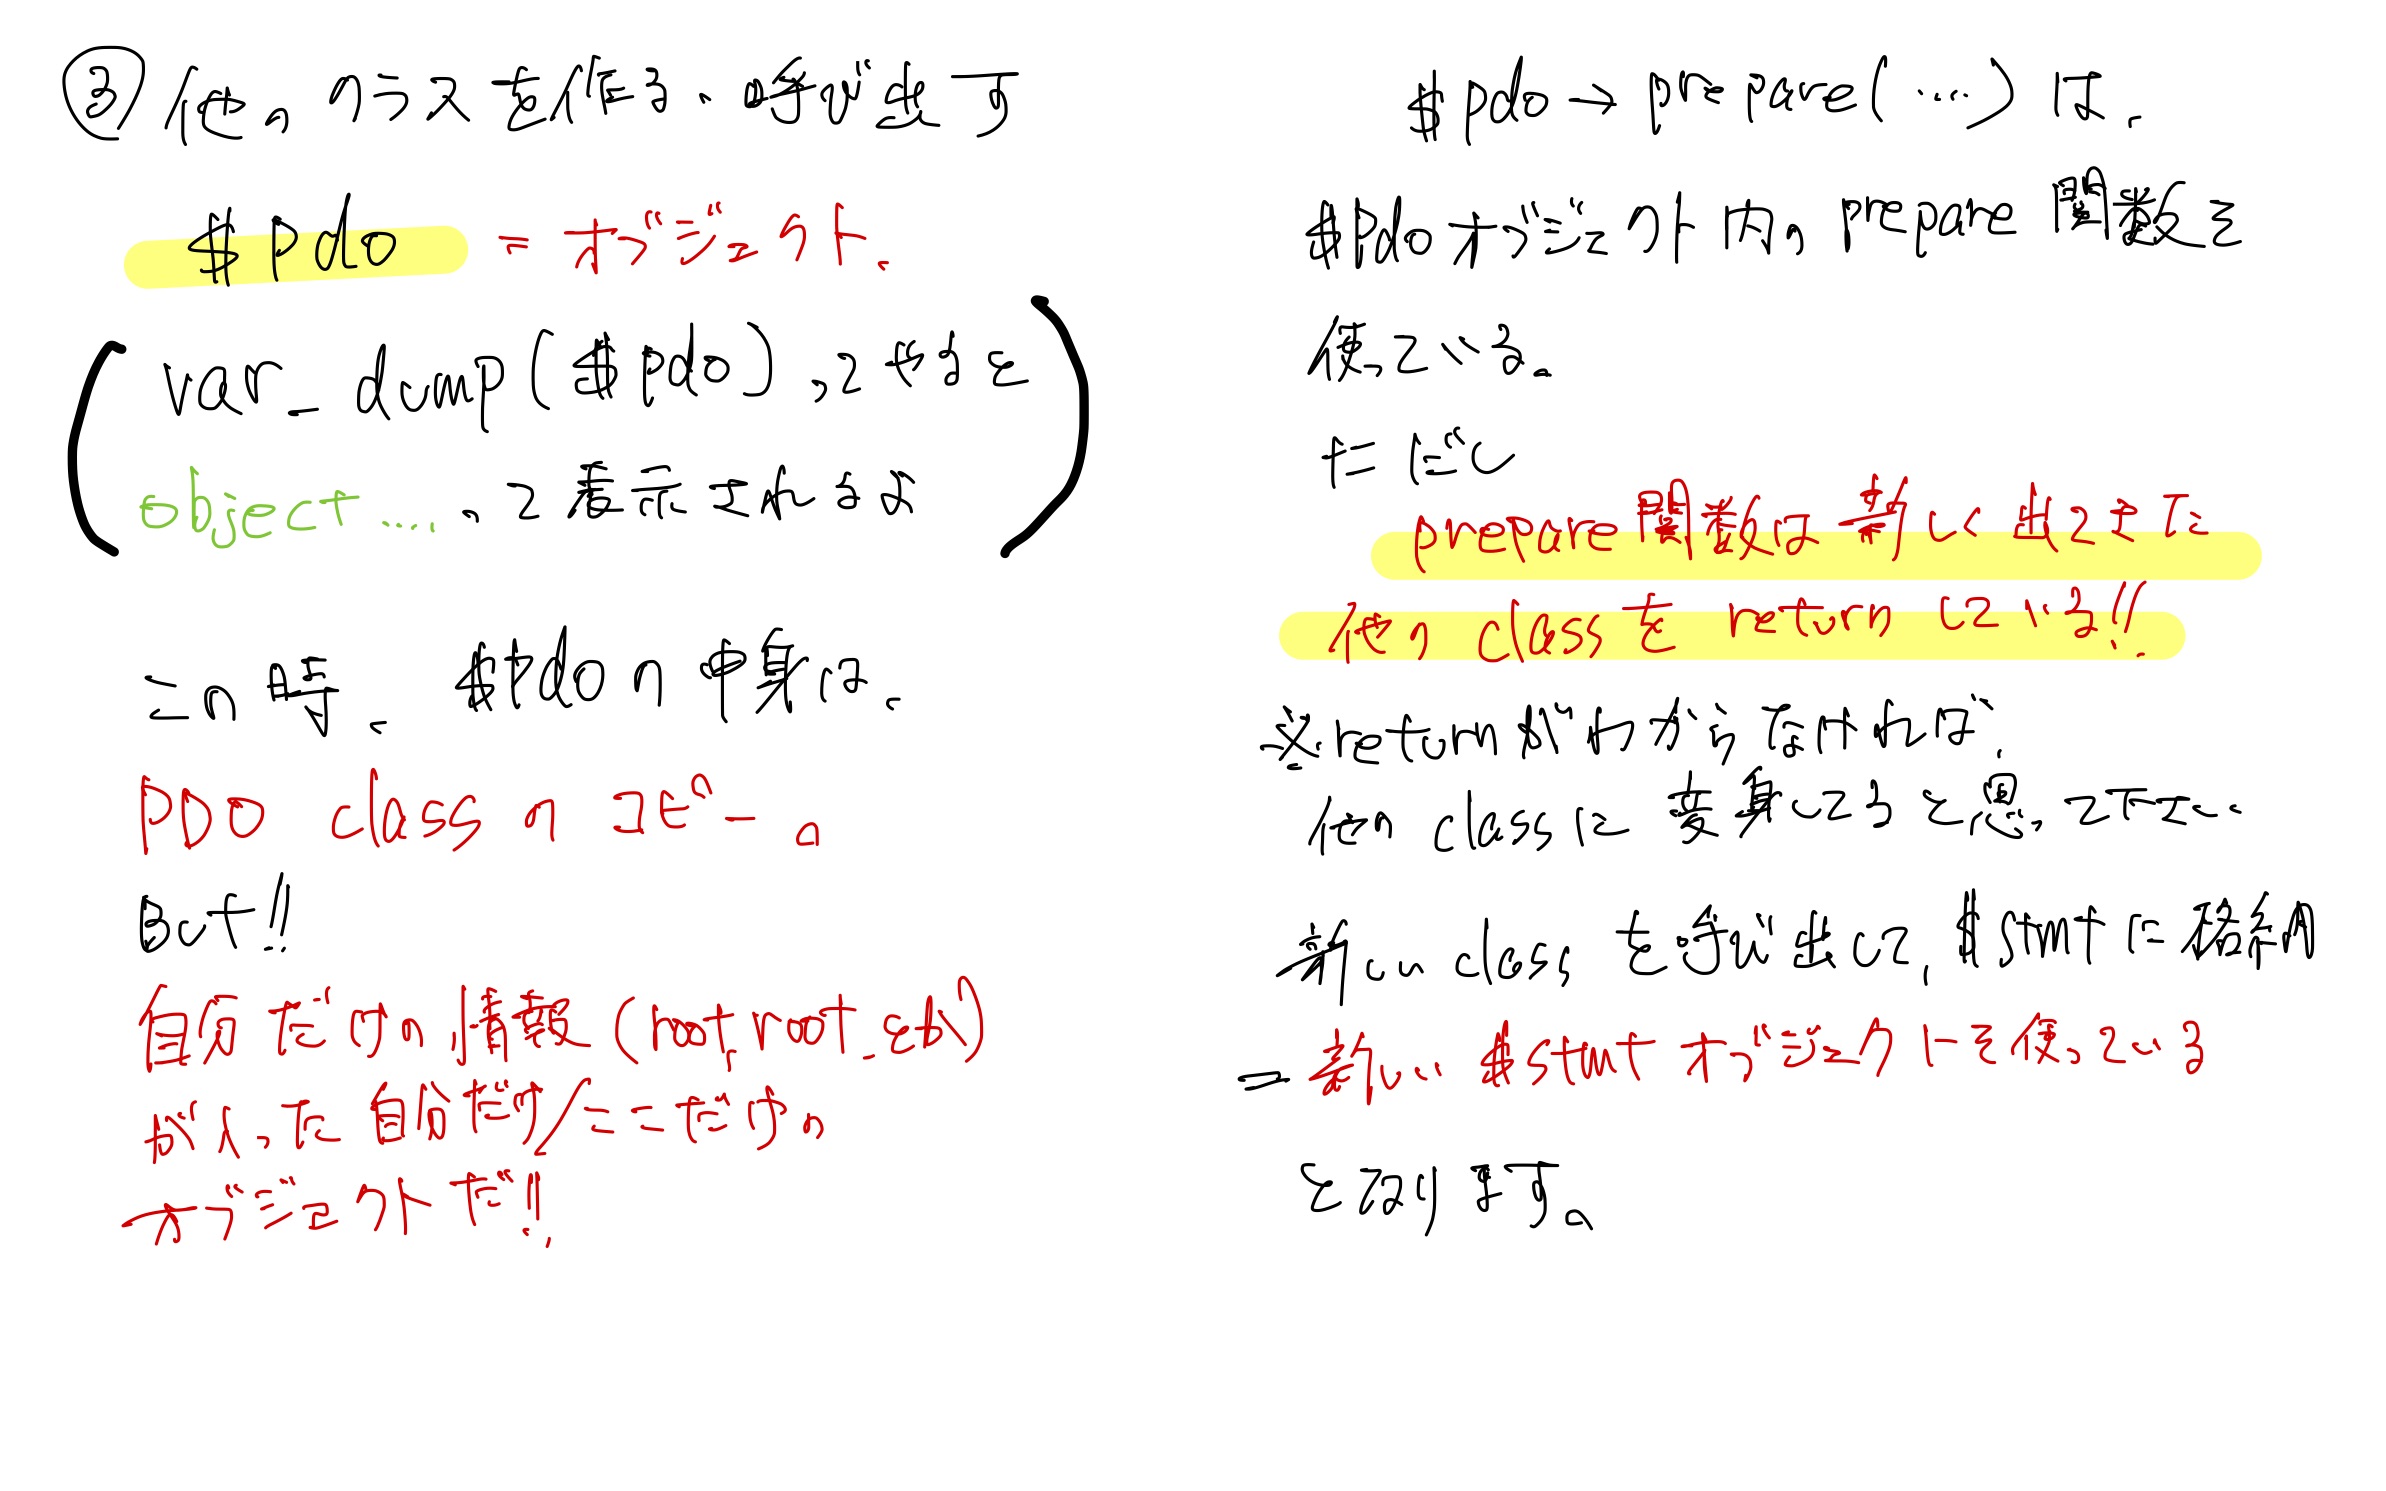 ③他のクラスを作る、呼び出す
$pdo = オブジェクト、
var_dump($pdo)ってやると
object....って表示されるよ
この時、$pdoの中身は、
PDO classのコピー。
But!!
自分だけの情報(root, root, db)
が入った自分だけ/ここだけの
オブジェクトだ!!
$pdo→prepare(....)は、
$pdoオブジェクト内のprepare関数を
使っている。
ただし
prepare関数は新しく出てきた
他のclassをreturnしている!!
※returnがわからなければ、
他のclassに変身してると思って下さい
新しいclassを呼び出して、$stmtに格納
=新しい$stmtオブジェクトを使っている
となります。